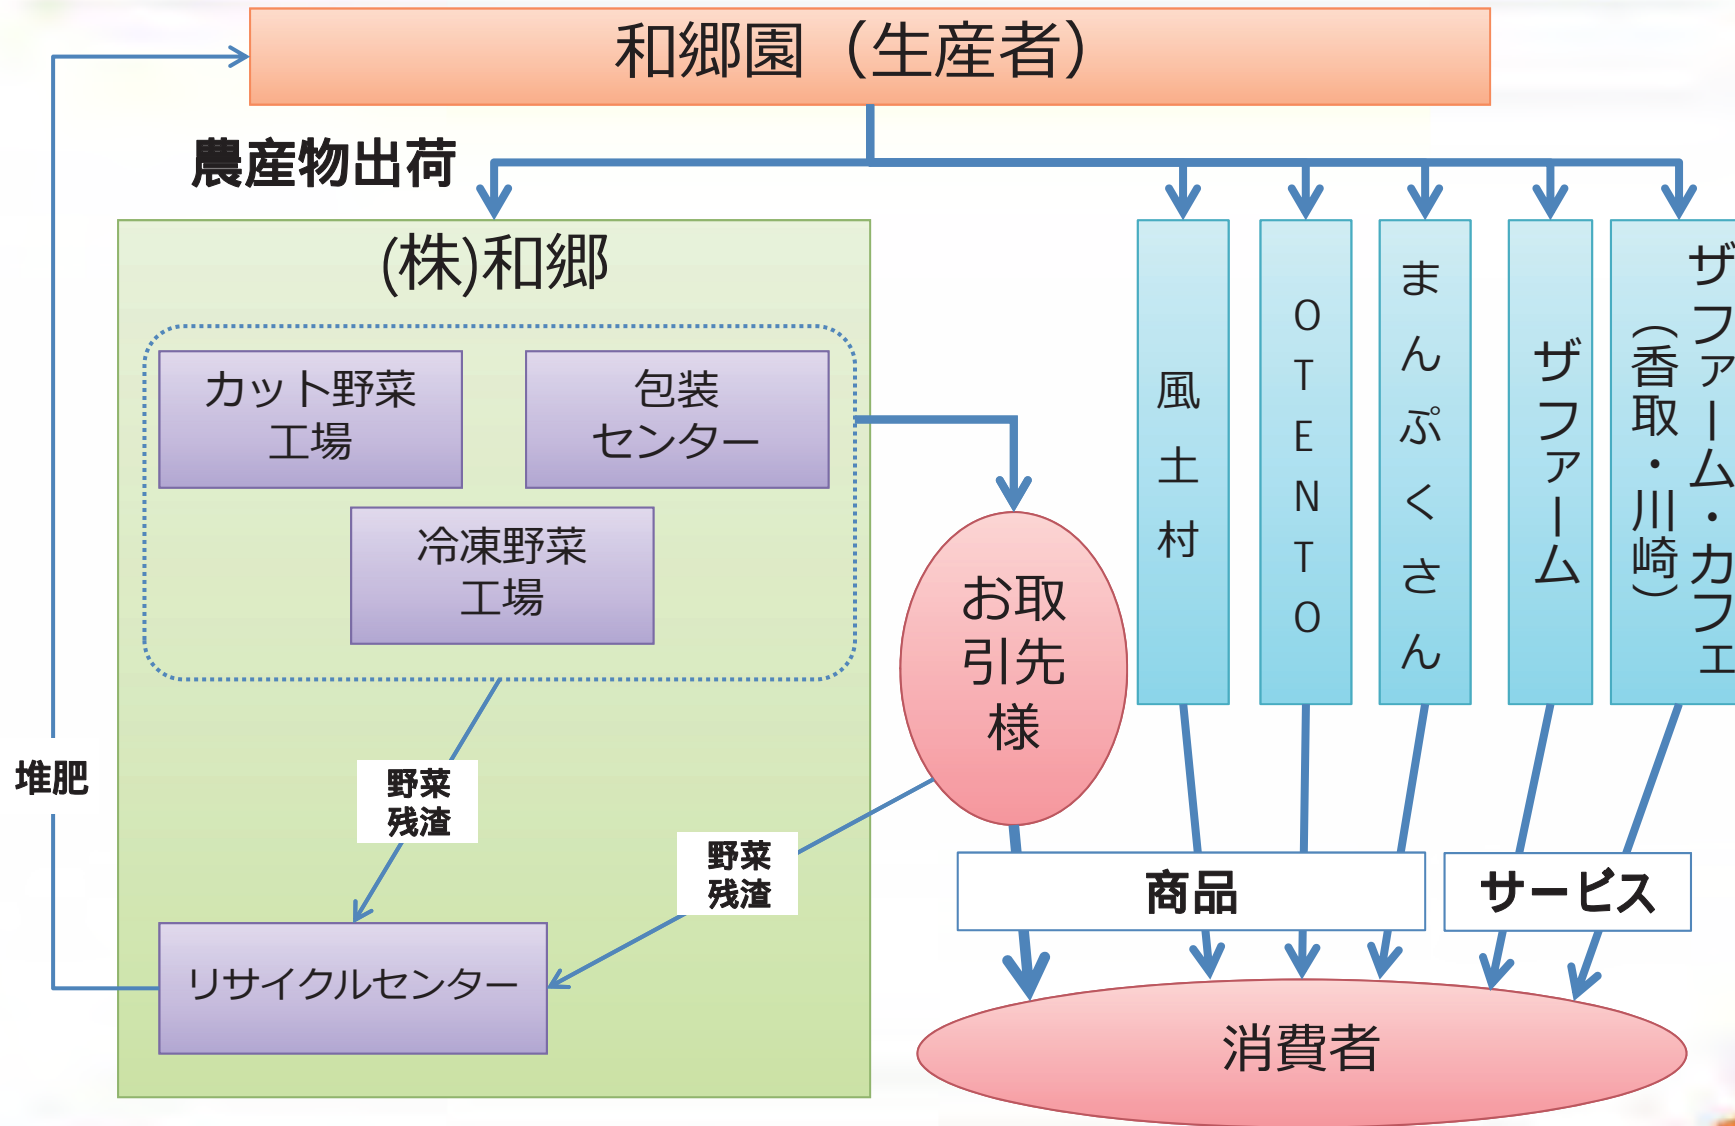 和郷園（生産者）
農産物出荷
(株)和郷
カット野菜
工場
包装
センター
冷凍野菜
工場
お取
引先
様
風土村
OTENTO
まんぷくさん
ザファーム
ザファーム・カフェ
（香取・川崎）
堆肥
野菜
残渣
野菜
残渣
商品
サービス
リサイクルセンター
消費者